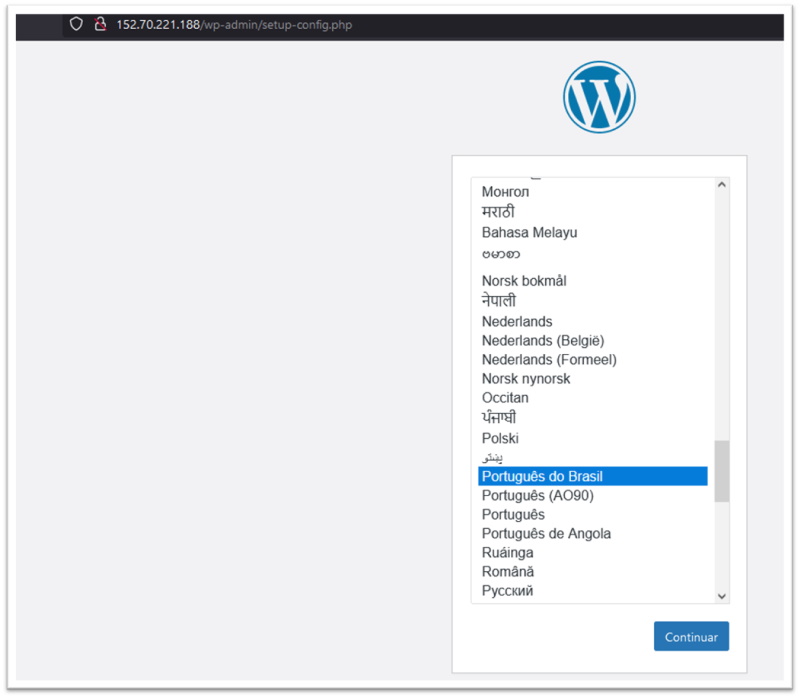 152.70.221.188/wp-admin/setup-config.php
Монгол
मराठी
Bahasa Melayu
ဗမာစာ
Norsk bokmål
नेपाली
Nederlands
Nederlands (België)
Nederlands (Formeel)
Norsk nynorsk
Occitan
ਪੰਜਾਬੀ
Polski
پښتو
Português do Brasil
Português (AO90)
Português
Português de Angola
Ruáinga
Română
Русский
Continuar